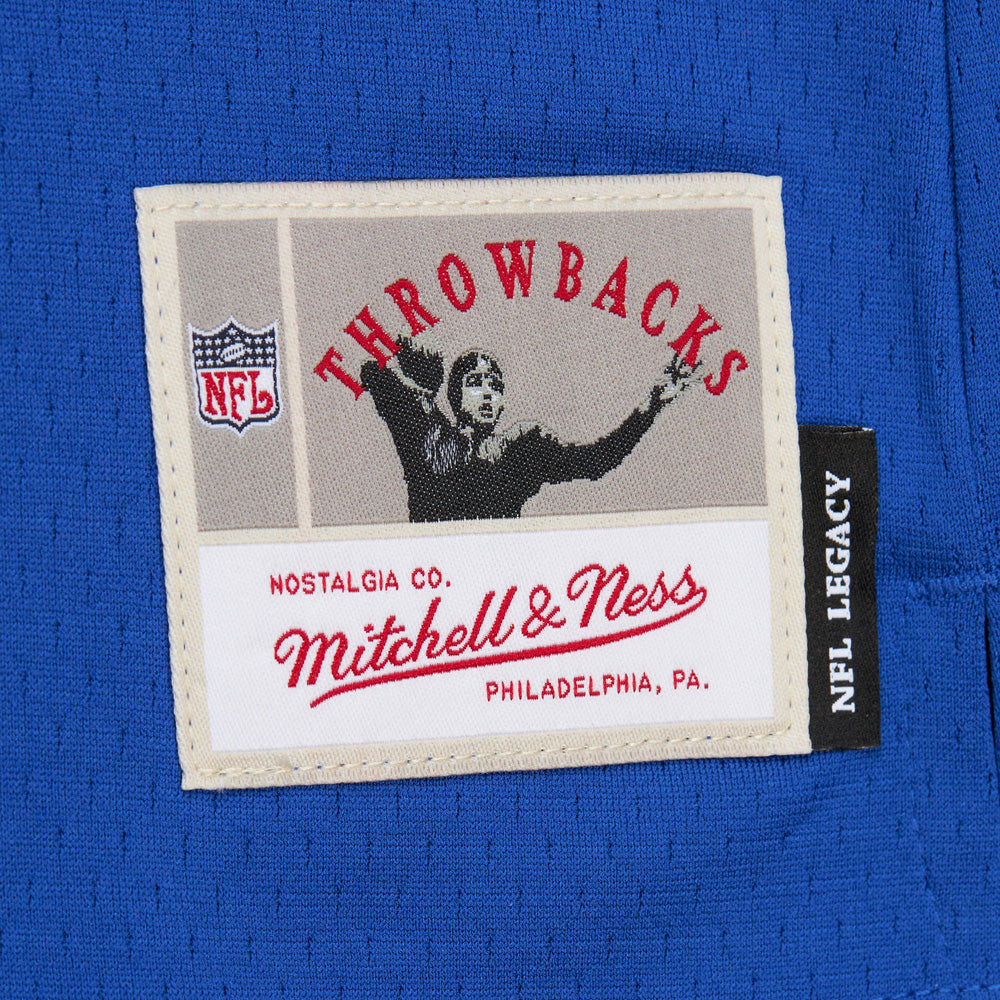 THROWBACKS
NFL
NOSTALGIA CO.
Mitchell & Ness
PHILADELPHIA, PA.
NFL LEGACY